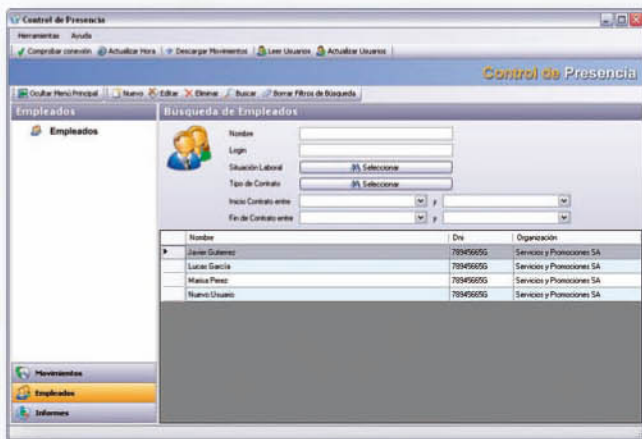 Control de Presencia
Herramientas Ayuda
Comprobar conexión Actualizar Hora Descargar Movimientos Leer Usuarios Actualizar Usuarios
Control de Presencia
Ocultar Menú Principal Nuevo Editar Eliminar Buscar Borrar Filtros de Búsqueda
Empleados Búsqueda de Empleados
Empleados
Nombre
Login
Situación Laboral Seleccionar
Tipo de Contrato Seleccionar
Inicio Contrato entre y
Fin de Contrato entre y
Nombre Dni Organización
Javier Gutierrez 78945665G Servicios y Promociones SA
Lucas García 78945665G Servicios y Promociones SA
Marisa Perez 78945665G Servicios y Promociones SA
Nuevo Usuario 78945665G Servicios y Promociones SA
Movimientos
Empleados
Informes